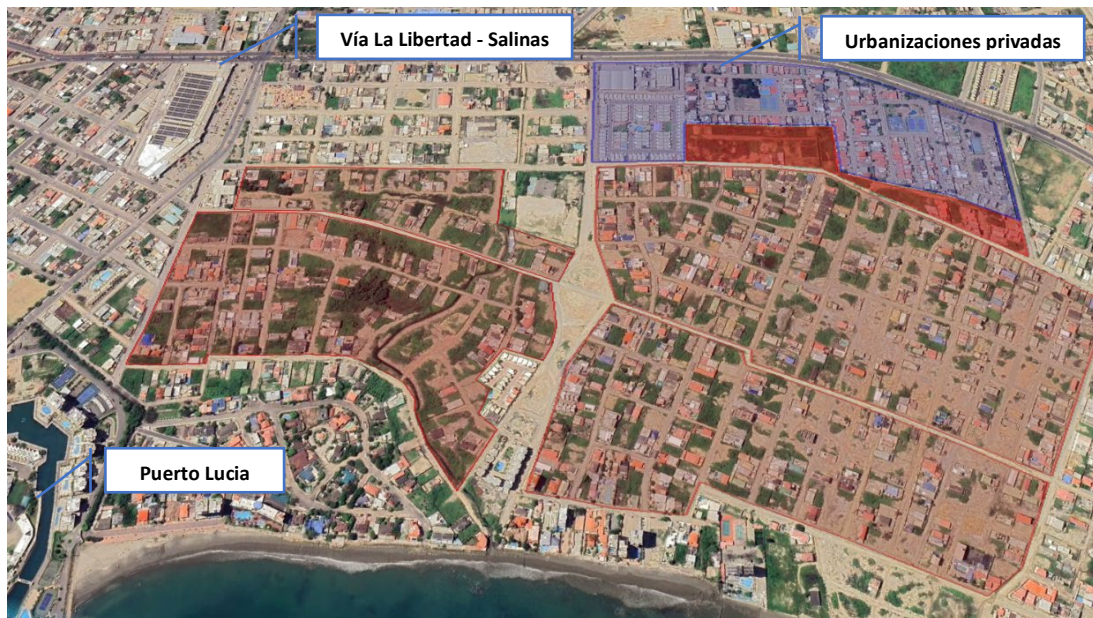 Vía La Libertad - Salinas
Urbanizaciones privadas
Puerto Lucia